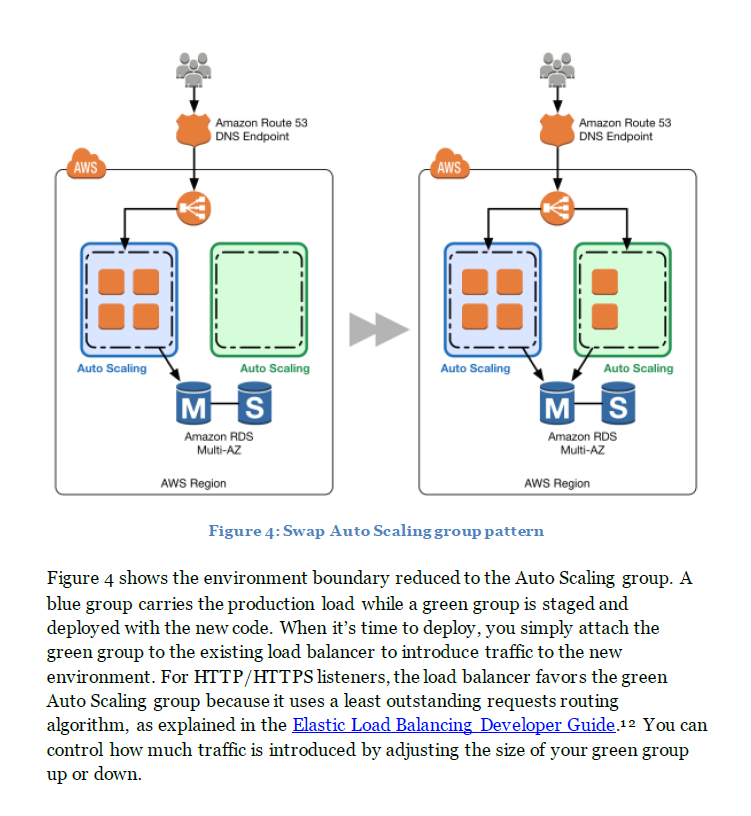 Amazon Route 53
DNS Endpoint
AWS
Auto Scaling
Auto Scaling
M
S
Amazon RDS
Multi-AZ
AWS Region
Amazon Route 53
DNS Endpoint
AWS
Auto Scaling
Auto Scaling
M
S
Amazon RDS
Multi-AZ
AWS Region
Figure 4: Swap Auto Scaling group pattern
Figure 4 shows the environment boundary reduced to the Auto Scaling group. A
blue group carries the production load while a green group is staged and
deployed with the new code. When it’s time to deploy, you simply attach the
green group to the existing load balancer to introduce traffic to the new
environment. For HTTP/HTTPS listeners, the load balancer favors the green
Auto Scaling group because it uses a least outstanding requests routing
algorithm, as explained in the Elastic Load Balancing Developer Guide.¹² You can
control how much traffic is introduced by adjusting the size of your green group
up or down.